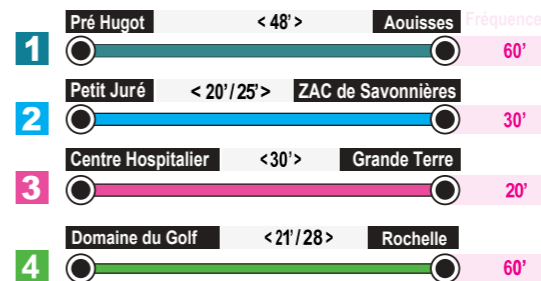 Pré Hugot < 48' > Aouisses Fréquence
1 60'
Petit Juré < 20'/25' > ZAC de Savonnières
2 30'
Centre Hospitalier <30'> Grande Terre
3 20'
Domaine du Golf < 21'/28 > Rochelle
4 60'